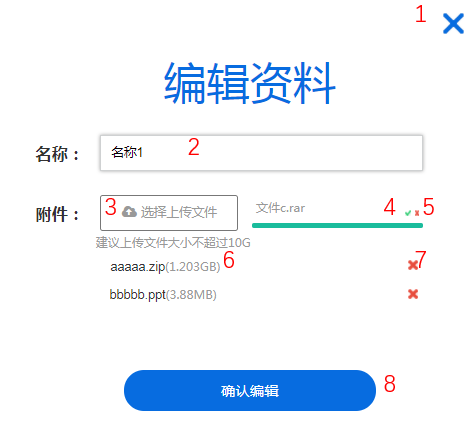 1
编辑资料
名称： 名称1 2
附件： 3 选择上传文件 文件c.rar 4 5
建议上传文件大小不超过10G
aaaaa.zip(1.203GB) 6 7
bbbbb.ppt(3.88MB)
确认编辑 8